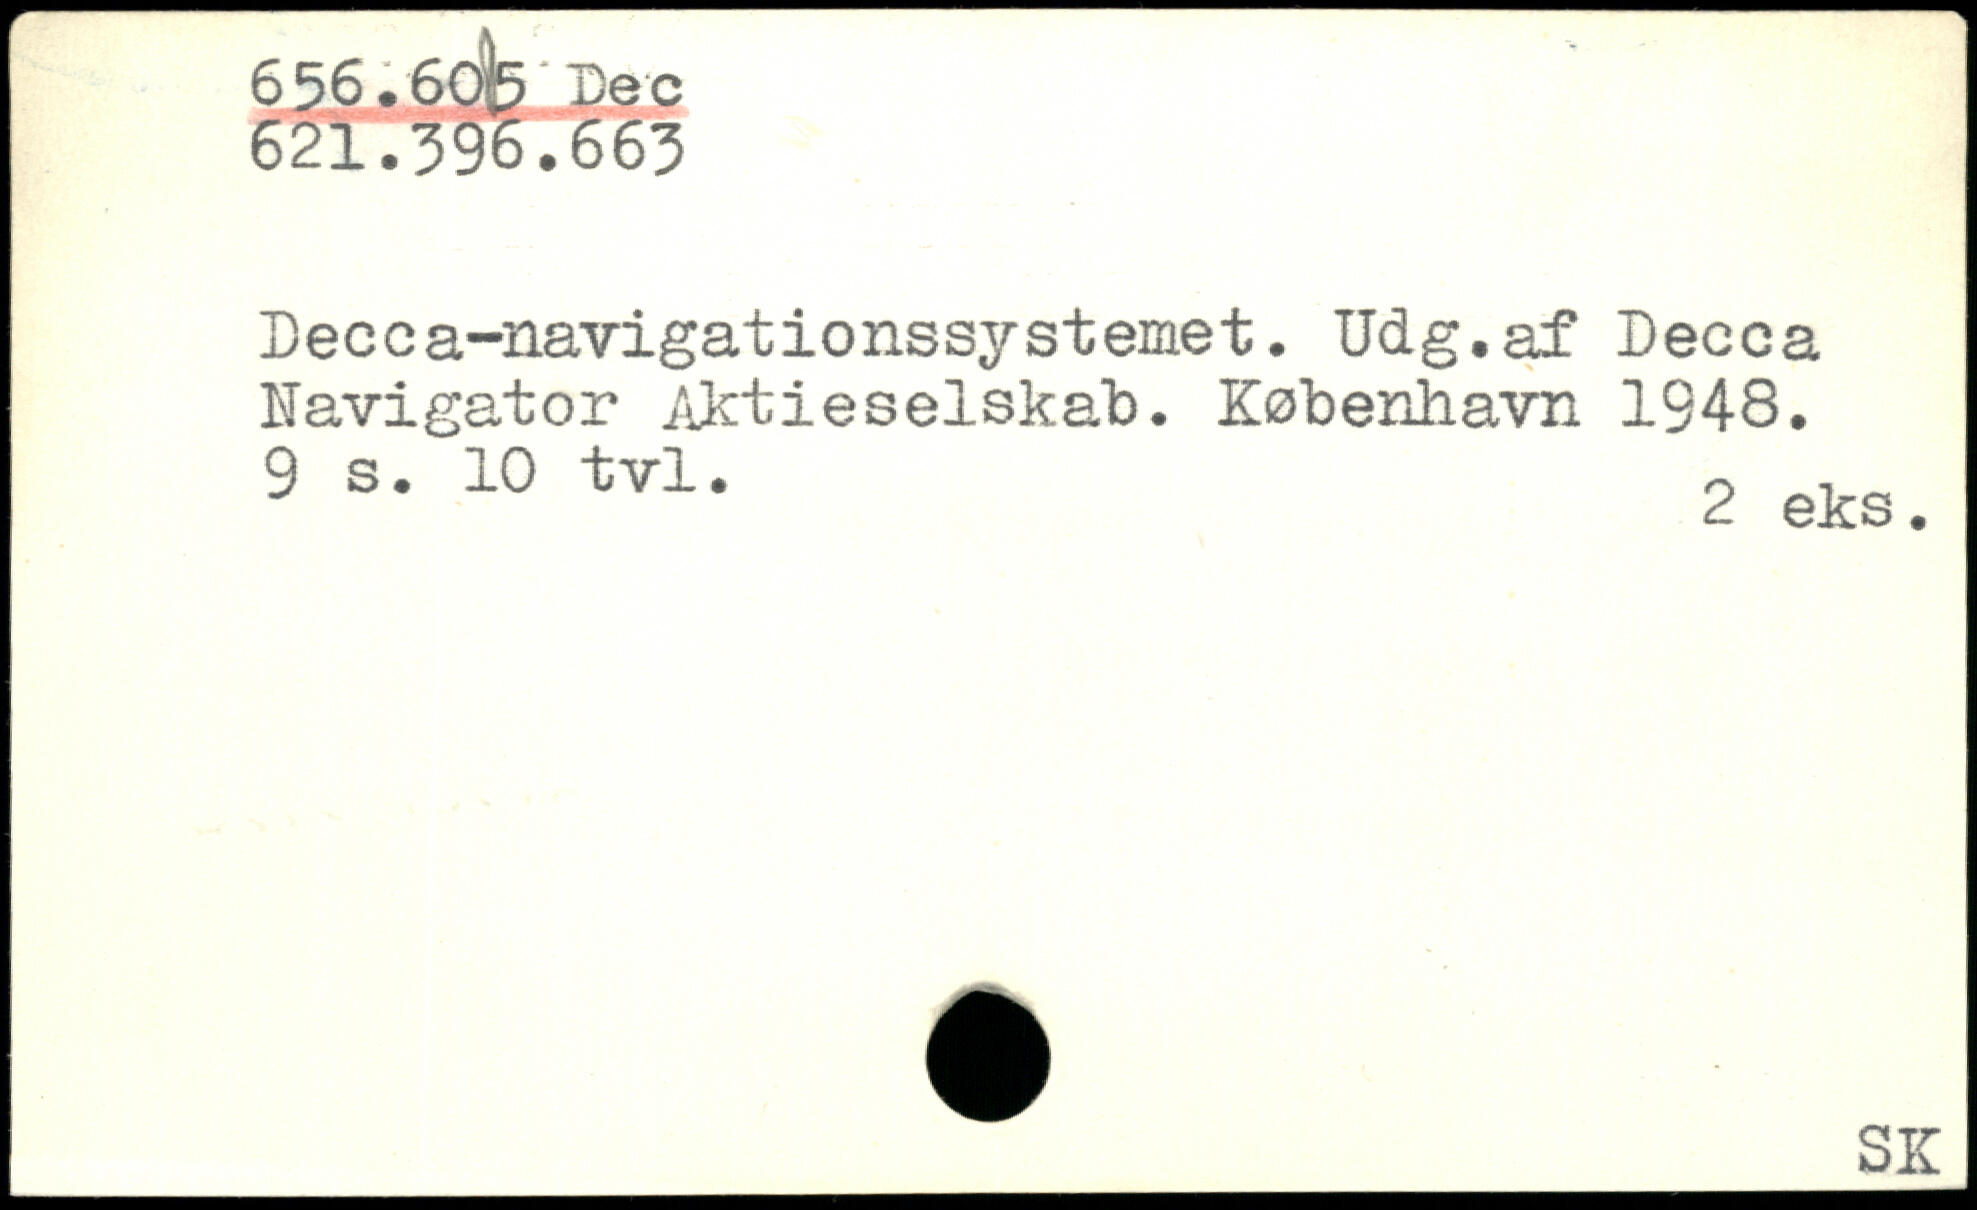 656.605 Dec
621.396.663
Decca-navigationssystemet. Udg.af Decca
Navigator Aktieselskab. København 1948.
9 s. 10 tvl.
2 eks.
SK